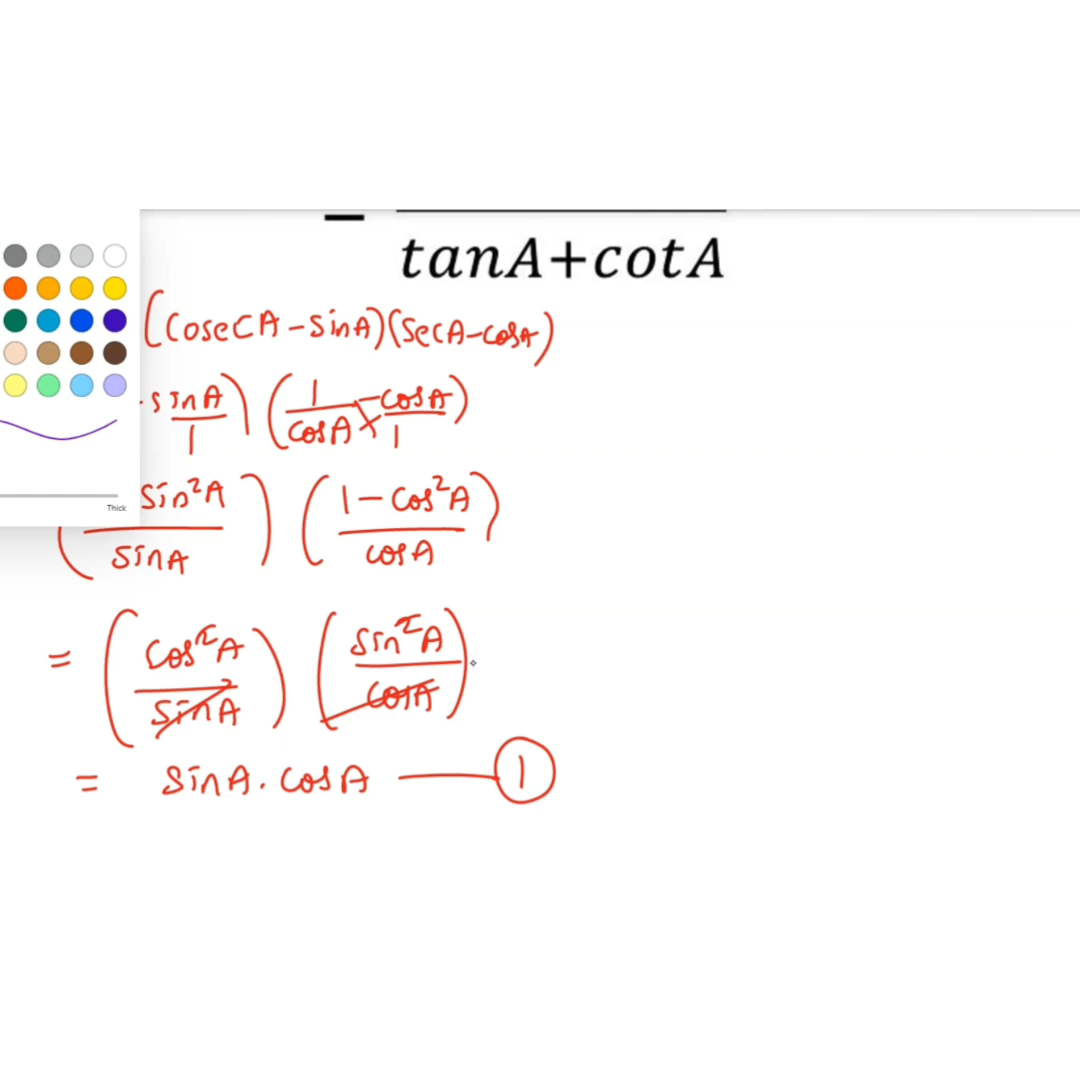 = tanA+cotA
(CosecA-sinA)(SecA-cosA)
-sinA/1) (1/cosA - cosA/1)
sin²A/sinA) (1-cos²A/cosA)
= (cos²A/sinA) (sin²A/cosA)
= sinA.cosA — 1
Thick